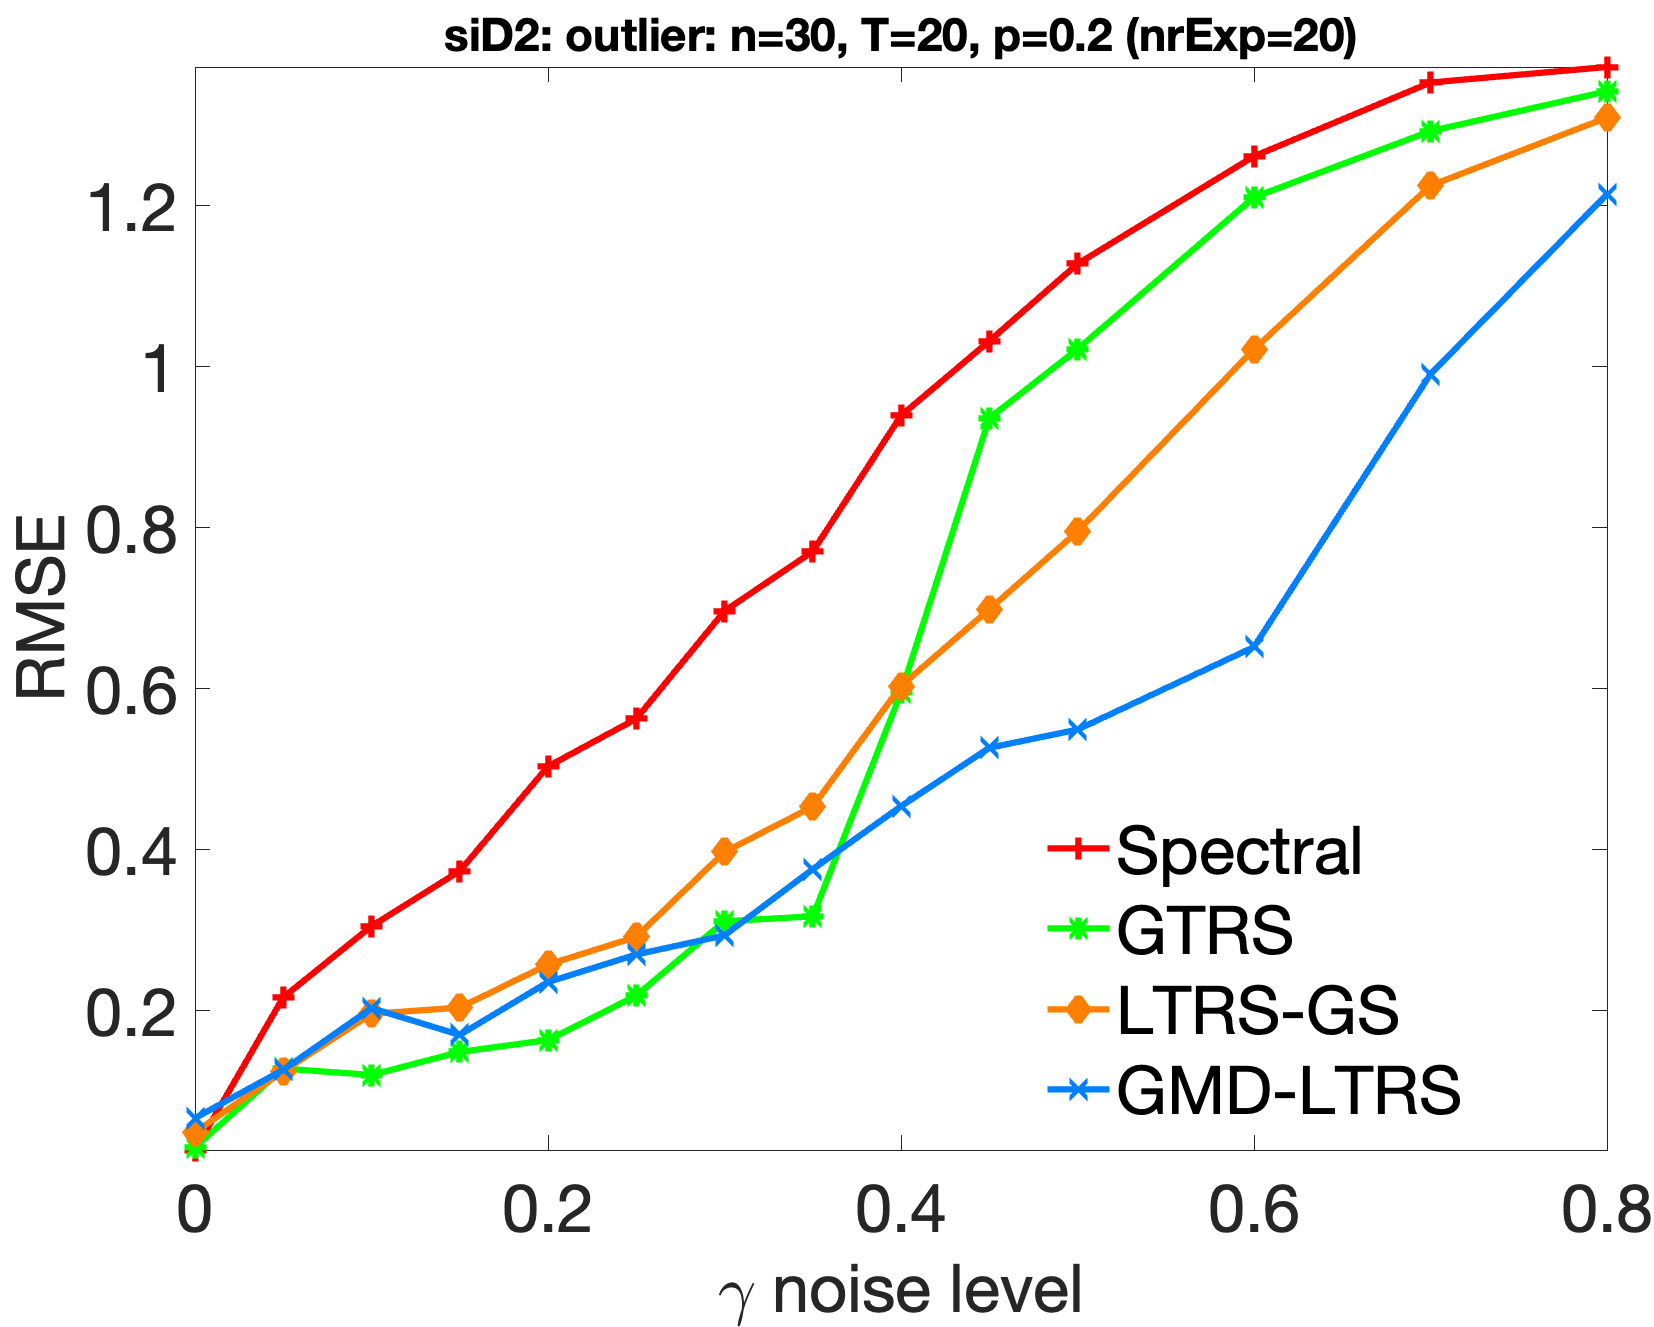 siD2: outlier: n=30, T=20, p=0.2 (nrExp=20)
1.2
1
0.8
0.6
0.4
0.2
RMSE
Spectral
GTRS
LTRS-GS
GMD-LTRS
0 0.2 0.4 0.6 0.8
γ noise level